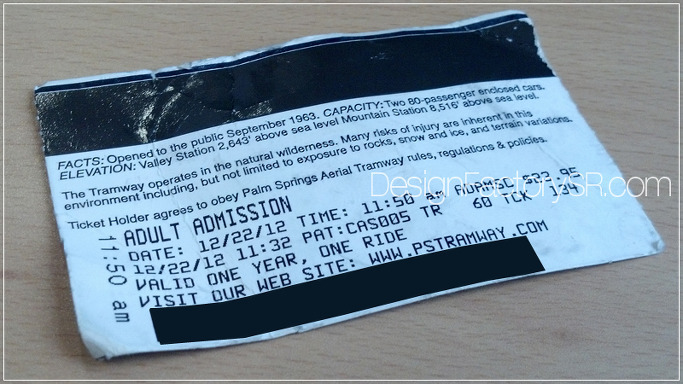 FACTS: Opened to the public September 1963. CAPACITY: Two 80-passenger enclosed cars.
ELEVATION: Valley Station 2,643' above sea level Mountain Station 8,516' above sea level.
The Tramway operates in the natural wilderness. Many risks of injury are inherent in this
environment including, but not limited to exposure to rocks, snow and ice, and terrain variations.
Ticket Holder agrees to obey Palm Springs Aerial Tramway rules, regulations & policies.
DesignFactorySR.com
ADULT ADMISSION
DATE: 12/22/12 TIME: 11:50 am $23.95
12/22/12 11:32 PAT:CAS005 TR 60 TCK 134
VALID ONE YEAR, ONE RIDE
VISIT OUR WEB SITE: WWW.PSTRAMWAY.COM
11:50 am